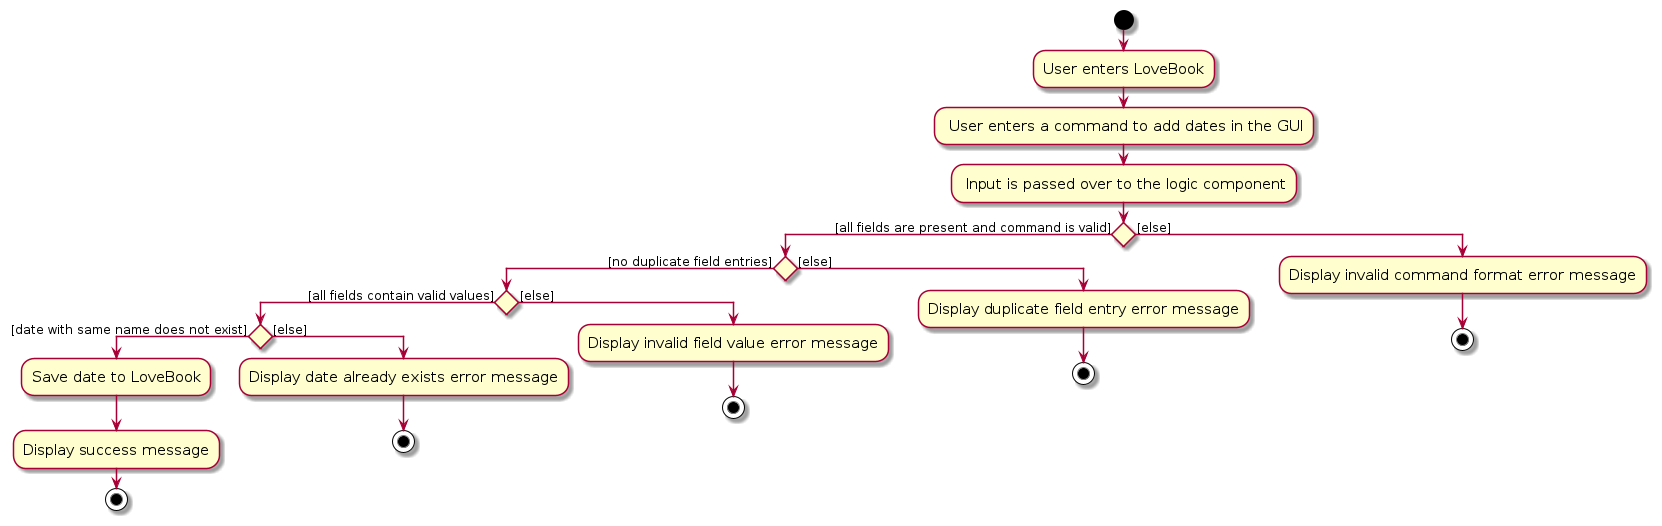 User enters LoveBook
User enters a command to add dates in the GUI
Input is passed over to the logic component
[all fields are present and command is valid]
[else]
[no duplicate field entries]
[else]
Display invalid command format error message
[all fields contain valid values]
[else]
Display duplicate field entry error message
[date with same name does not exist]
[else]
Display invalid field value error message
Save date to LoveBook
Display date already exists error message
Display success message